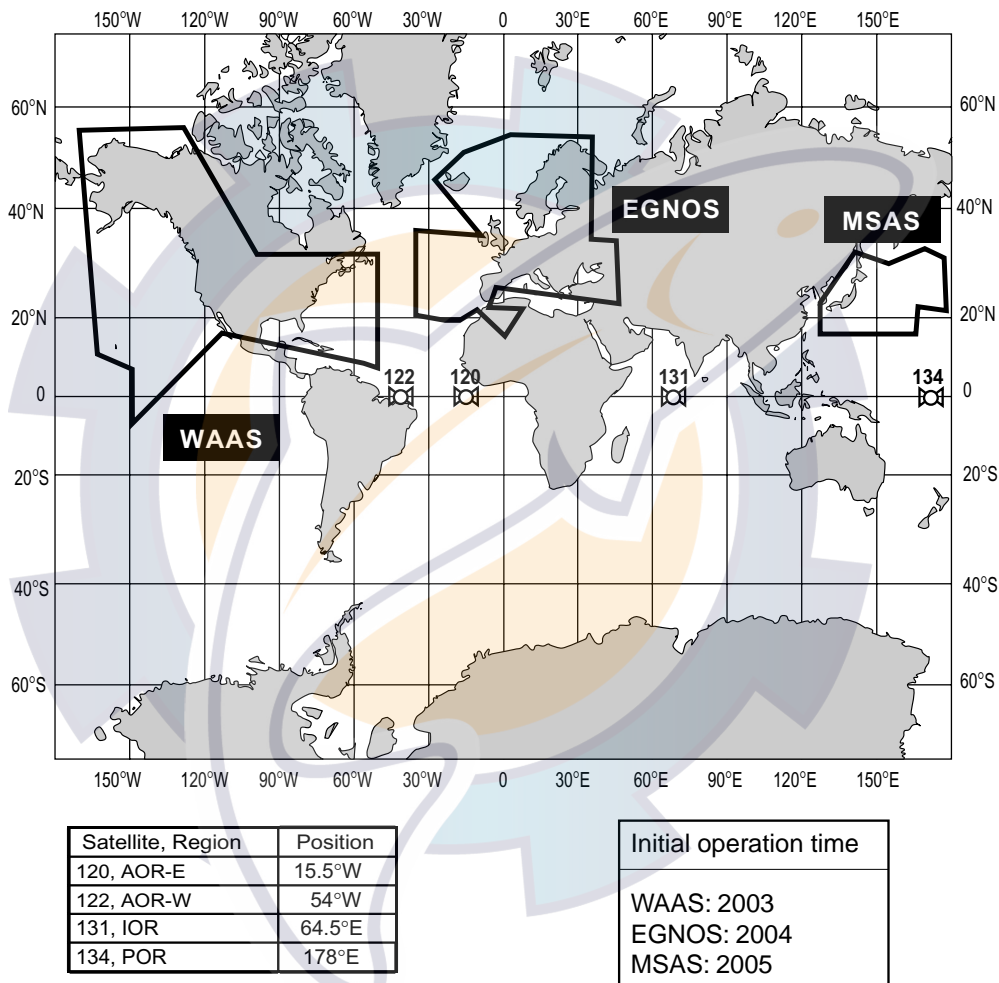 150°W 120°W 90°W 60°W 30°W 0 30°E 60°E 90°E 120°E 150°E
60°N 60°N
EGNOS
MSAS
40°N 40°N
20°N 20°N
122 120 131 134
0 0
WAAS
20°S 20°S
40°S 40°S
60°S 60°S
150°W 120°W 90°W 60°W 30°W 0 30°E 60°E 90°E 120°E 150°E
Satellite, Region Position
120, AOR-E 15.5°W
122, AOR-W 54°W
131, IOR 64.5°E
134, POR 178°E
Initial operation time
WAAS: 2003
EGNOS: 2004
MSAS: 2005